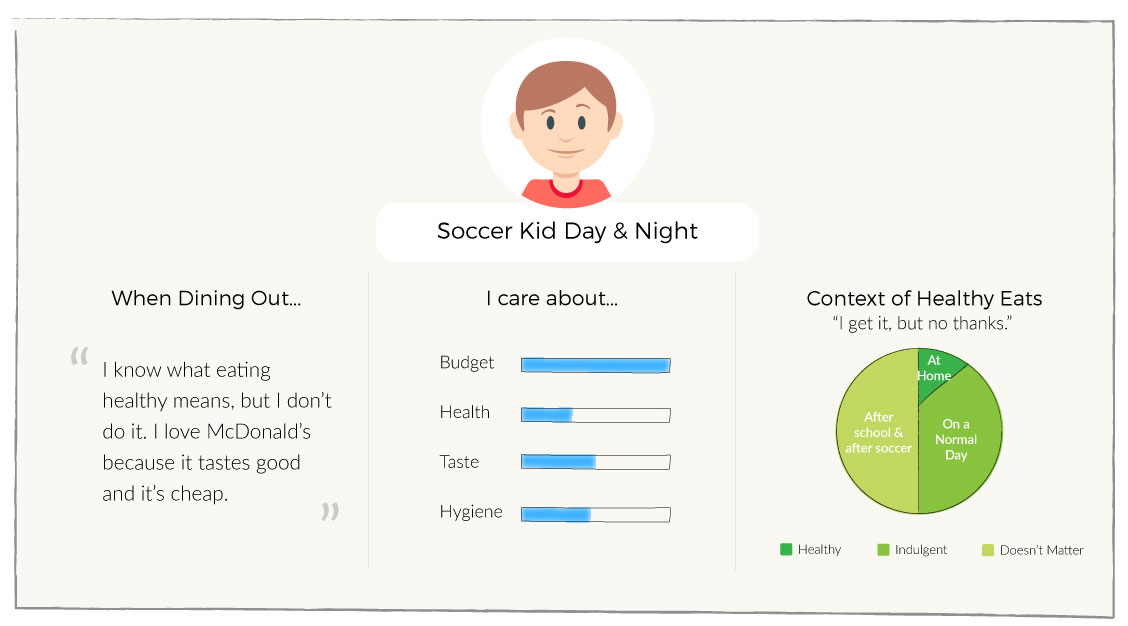 Soccer Kid Day & Night
When Dining Out...
“
I know what eating
healthy means, but I don’t
do it. I love McDonald’s
because it tastes good
and it’s cheap.
”
I care about...
Budget
Health
Taste
Hygiene
Context of Healthy Eats
“I get it, but no thanks.”
At
Home
On a
Normal
Day
After
school &
after soccer
Healthy
Indulgent
Doesn’t Matter